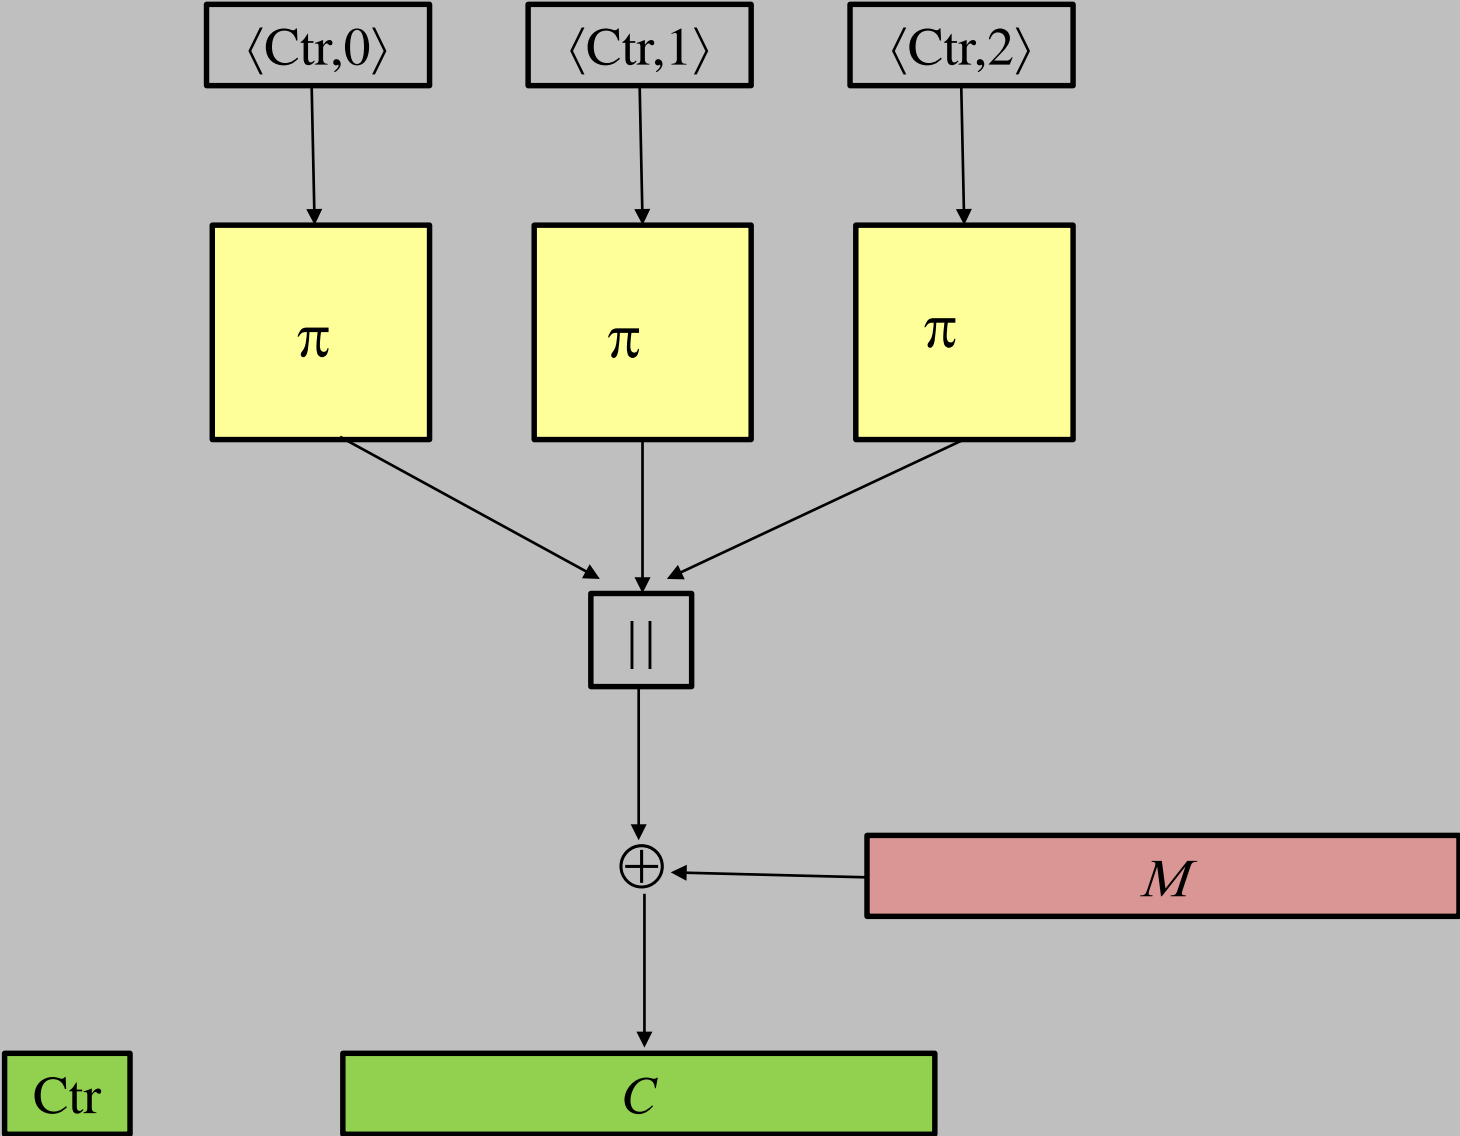 ⟨Ctr,0⟩ ⟨Ctr,1⟩ ⟨Ctr,2⟩
π π π
||
⊕
M
Ctr C